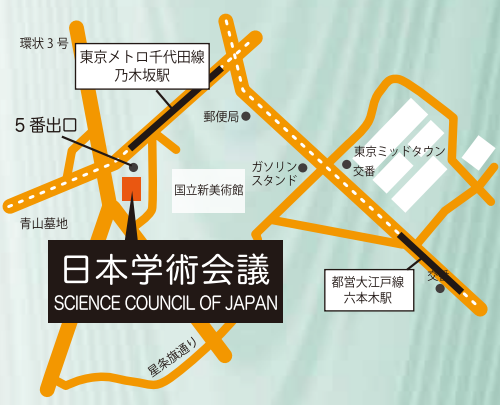 環状3号
東京メトロ千代田線
乃木坂駅
5番出口
郵便局
ガソリン
スタンド
東京ミッドタウン
交番
国立新美術館
青山墓地
日本学術会議
SCIENCE COUNCIL OF JAPAN
都営大江戸線
六本木駅
交番
星条旗通り